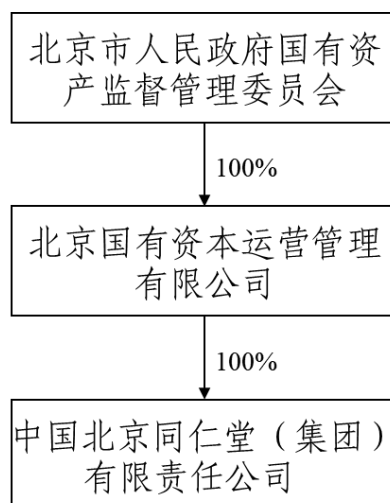 北京市人民政府国有资
产监督管理委员会
100%
北京国有资本运营管理
有限公司
100%
中国北京同仁堂（集团）
有限责任公司